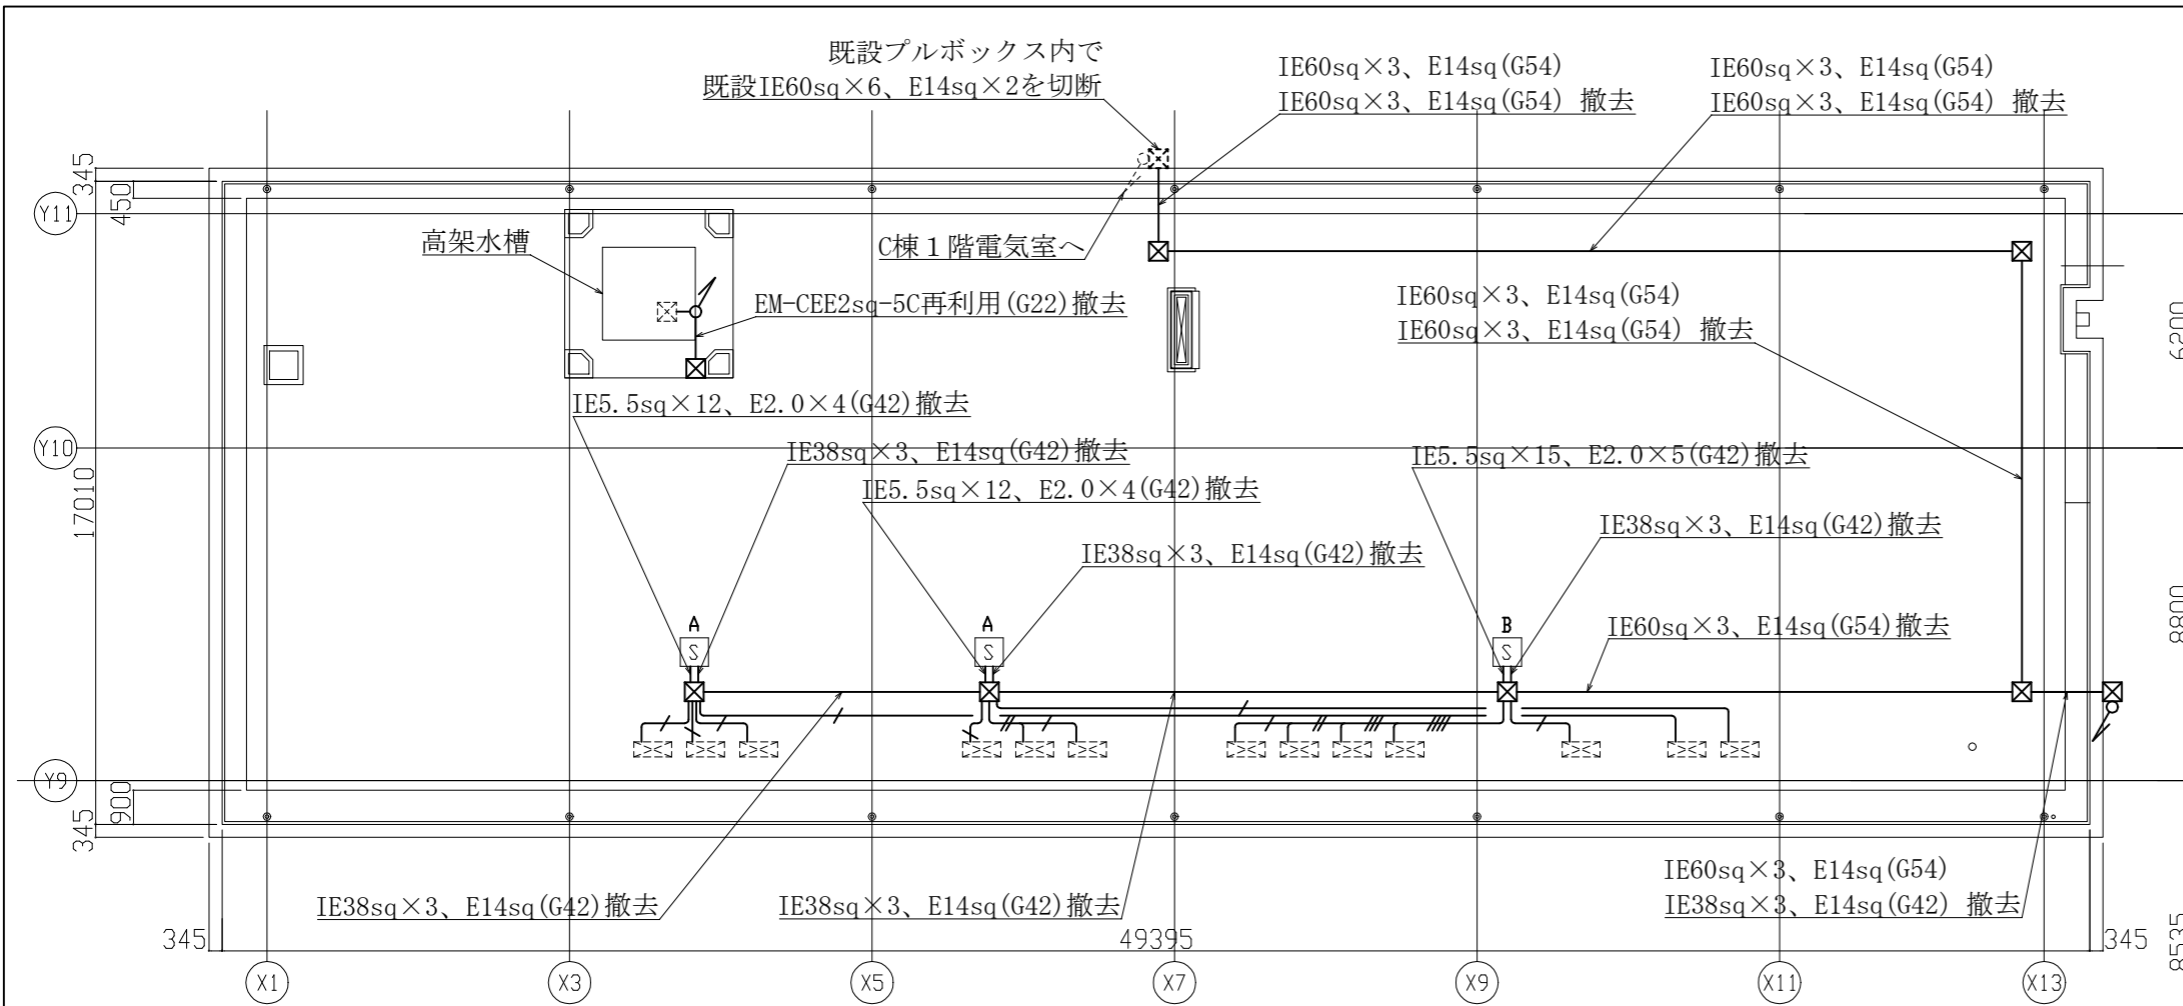 既設プルボックス内で
既設IE60sq×6、E14sq×2を切断
IE60sq×3、E14sq(G54)
IE60sq×3、E14sq(G54) 撤去
IE60sq×3、E14sq(G54)
IE60sq×3、E14sq(G54) 撤去
345
450
Y11
高架水槽
C棟１階電気室へ
EM-CEE2sq-5C再利用(G22)撤去
IE60sq×3、E14sq(G54)
IE60sq×3、E14sq(G54) 撤去
6200
IE5.5sq×12、E2.0×4(G42)撤去
Y10
IE38sq×3、E14sq(G42)撤去
IE5.5sq×15、E2.0×5(G42)撤去
17010
IE5.5sq×12、E2.0×4(G42)撤去
IE38sq×3、E14sq(G42)撤去
IE38sq×3、E14sq(G42)撤去
8800
A
A
B
IE60sq×3、E14sq(G54)撤去
S
S
S
Y9
900
345
IE60sq×3、E14sq(G54)
IE38sq×3、E14sq(G42) 撤去
IE38sq×3、E14sq(G42)撤去
IE38sq×3、E14sq(G42)撤去
345
49395
345
8535
X1
X3
X5
X7
X9
X11
X13